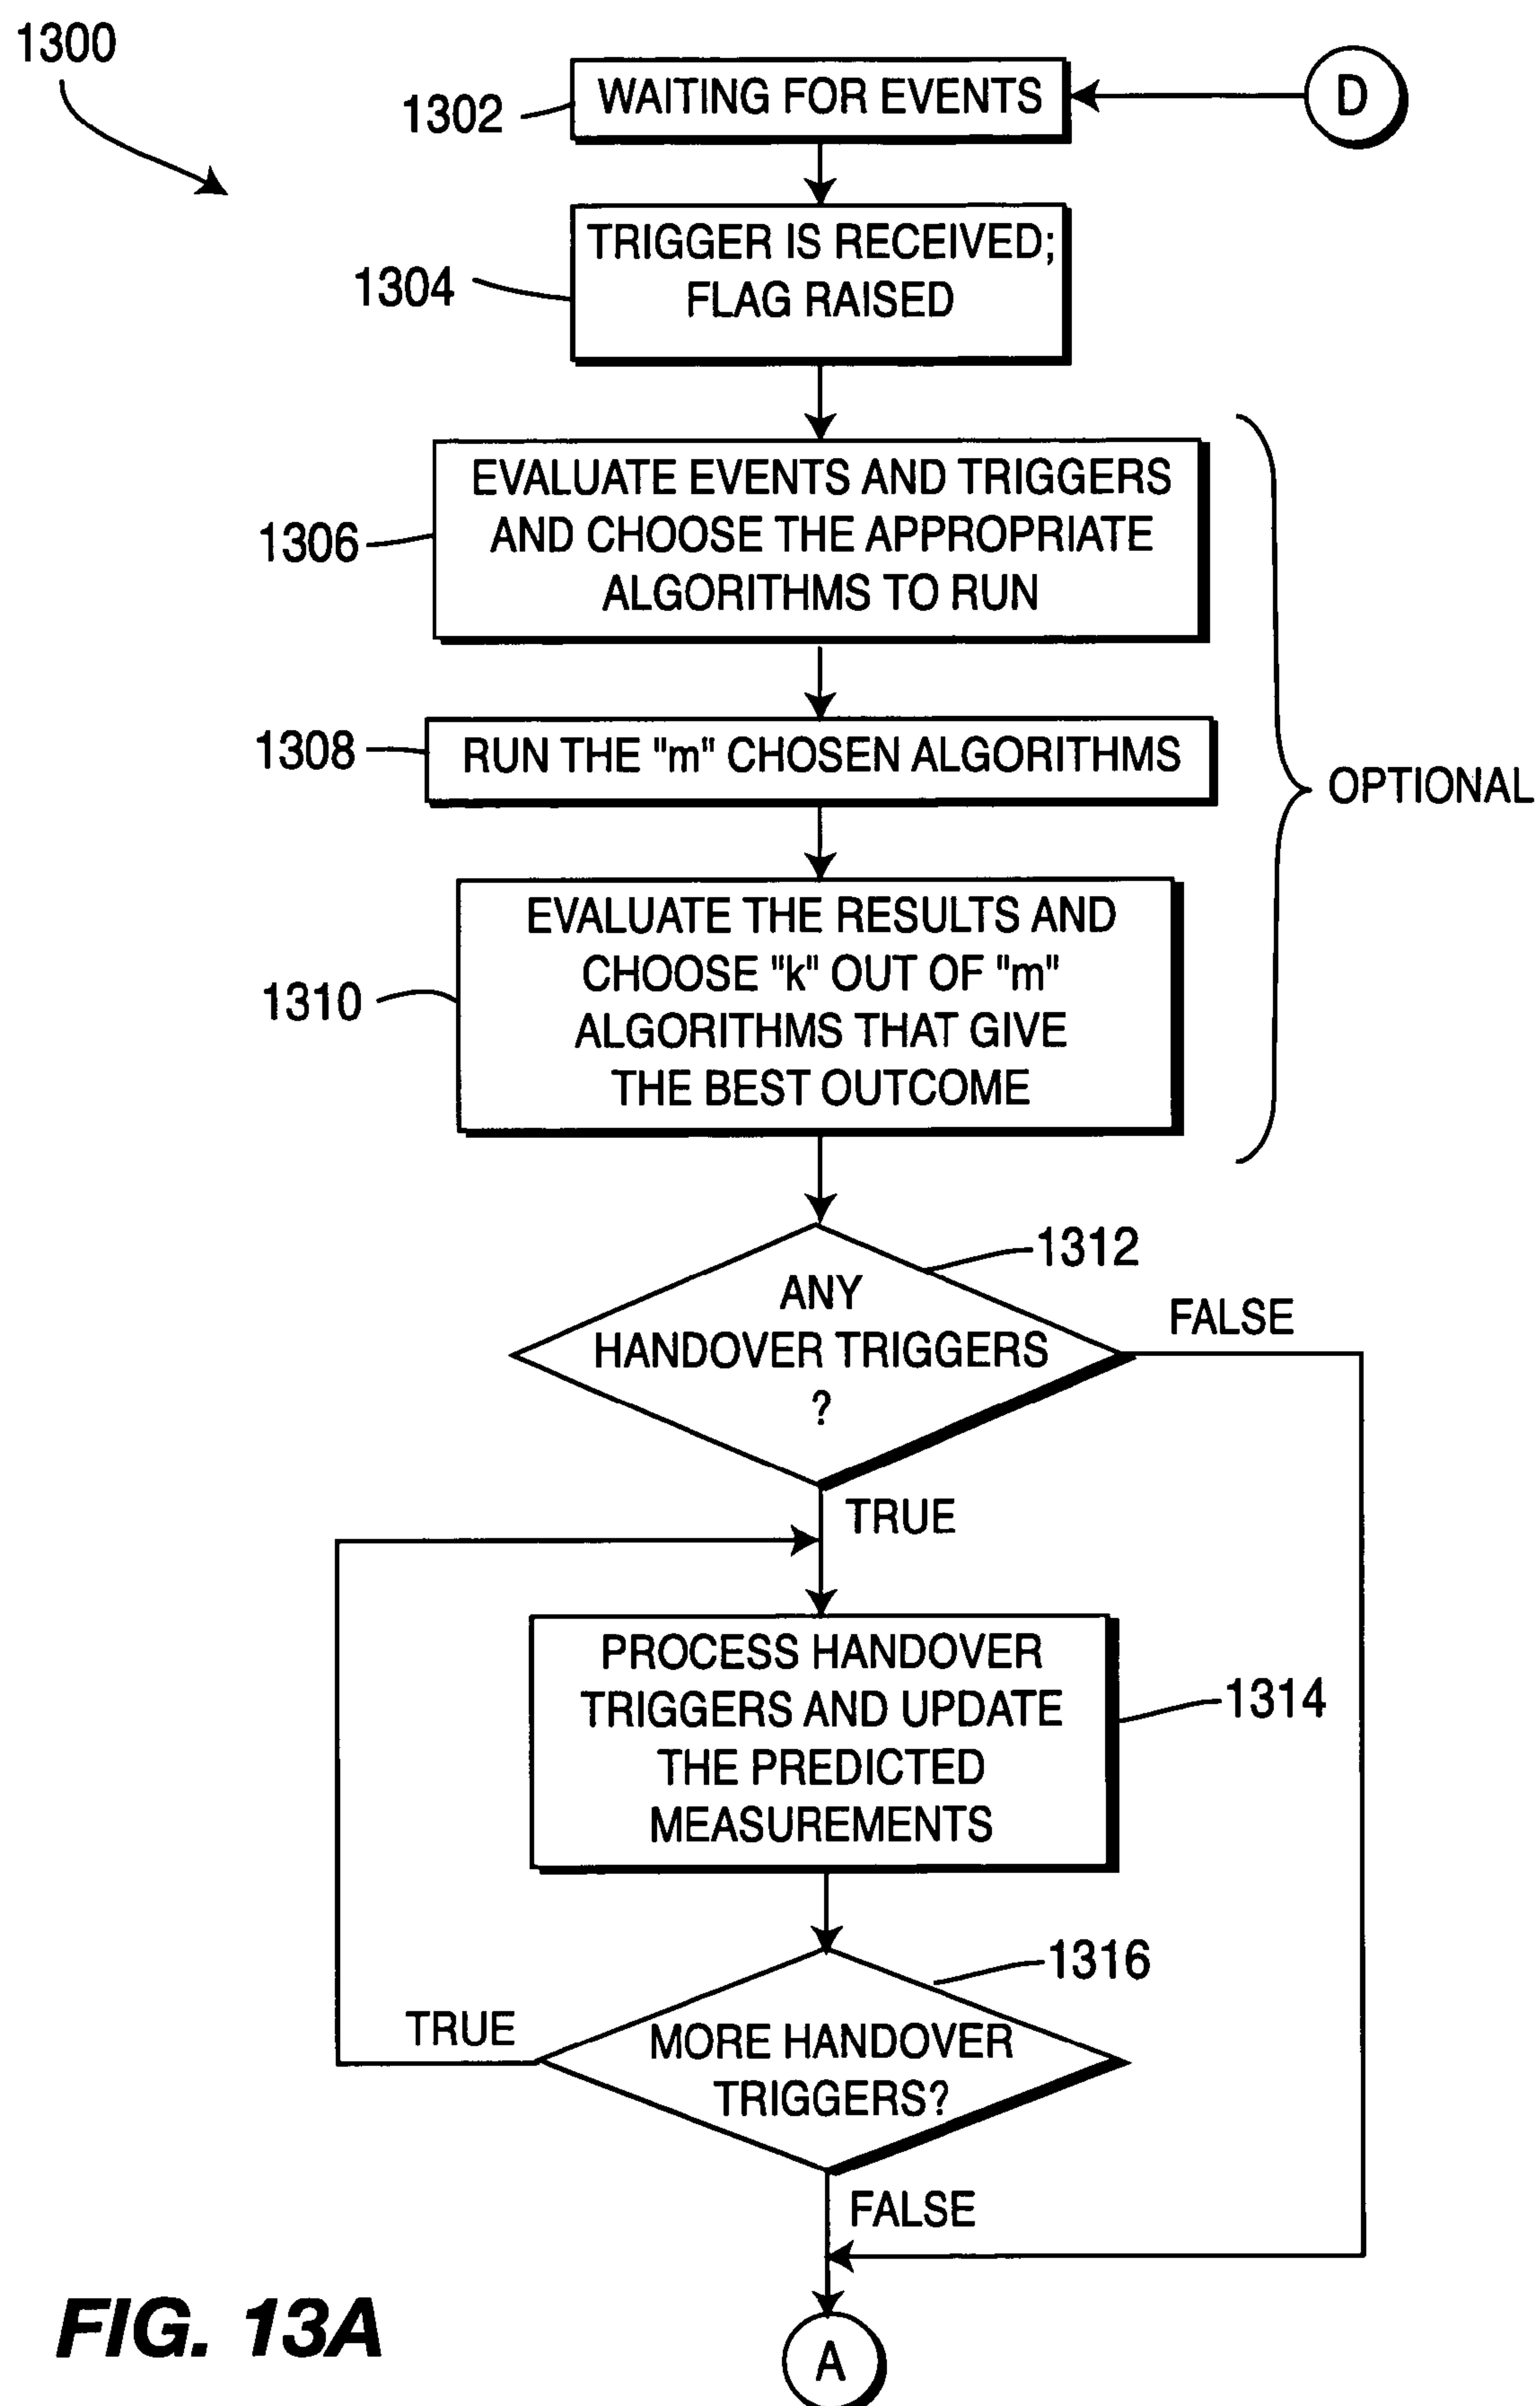 1300
1302
WAITING FOR EVENTS
D
1304
TRIGGER IS RECEIVED;
FLAG RAISED
1306
EVALUATE EVENTS AND TRIGGERS
AND CHOOSE THE APPROPRIATE
ALGORITHMS TO RUN
1308
RUN THE "m" CHOSEN ALGORITHMS
OPTIONAL
1310
EVALUATE THE RESULTS AND
CHOOSE "k" OUT OF "m"
ALGORITHMS THAT GIVE
THE BEST OUTCOME
1312
ANY
HANDOVER TRIGGERS
?
FALSE
TRUE
PROCESS HANDOVER
TRIGGERS AND UPDATE
THE PREDICTED
MEASUREMENTS
1314
1316
TRUE
MORE HANDOVER
TRIGGERS?
FALSE
FIG. 13A
A